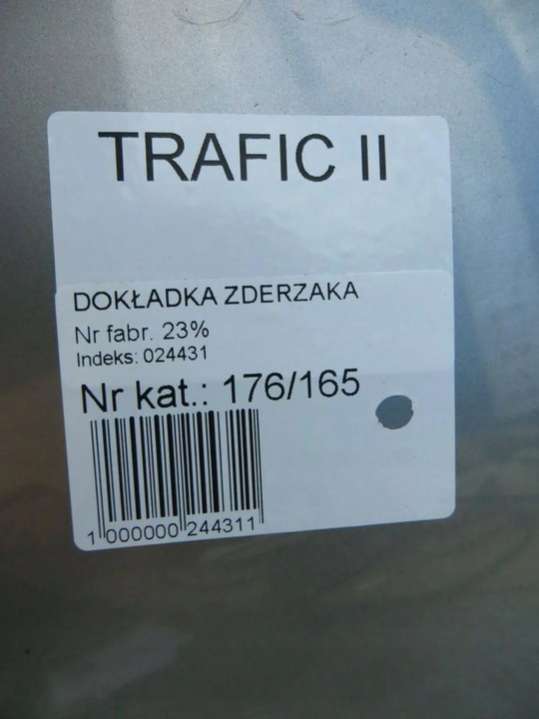 TRAFIC II
DOKŁADKA ZDERZAKA
Nr fabr. 23%
Indeks: 024431
Nr kat.: 176/165
1 000000 244311